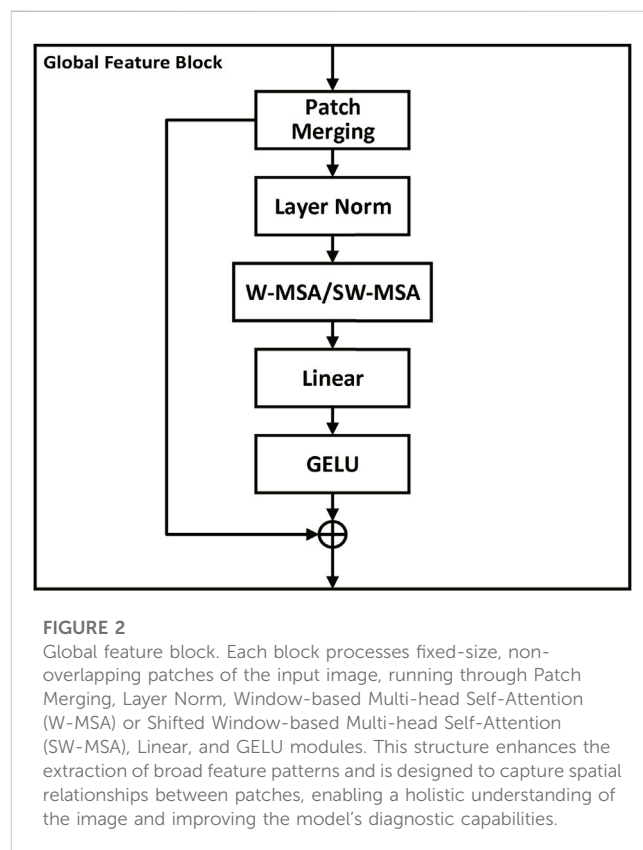 Global Feature Block
Patch
Merging
Layer Norm
W-MSA/SW-MSA
Linear
GELU
FIGURE 2
Global feature block. Each block processes fixed-size, non-
overlapping patches of the input image, running through Patch
Merging, Layer Norm, Window-based Multi-head Self-Attention
(W-MSA) or Shifted Window-based Multi-head Self-Attention
(SW-MSA), Linear, and GELU modules. This structure enhances the
extraction of broad feature patterns and is designed to capture spatial
relationships between patches, enabling a holistic understanding of
the image and improving the model's diagnostic capabilities.